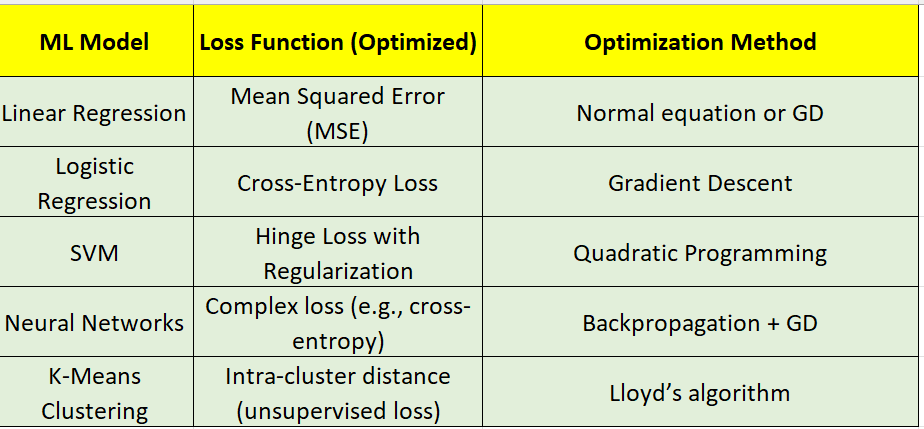 ML Model
Loss Function (Optimized)
Optimization Method
Linear Regression
Mean Squared Error
(MSE)
Normal equation or GD
Logistic
Regression
Cross-Entropy Loss
Gradient Descent
SVM
Hinge Loss with
Regularization
Quadratic Programming
Neural Networks
Complex loss (e.g., cross-
entropy)
Backpropagation + GD
K-Means
Clustering
Intra-cluster distance
(unsupervised loss)
Lloyd’s algorithm